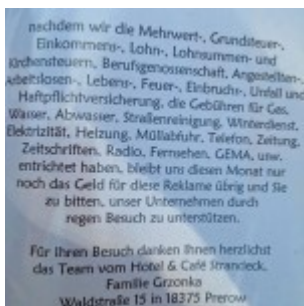 nachdem wir die Mehrwert-, Grundsteuer-,
Einkommens-, Lohn-, Lohnsummen- und
Kirchensteuern, Berufsgenossenschaft, Angestellten-,
Arbeitslosen-, Lebens-, Feuer-, Einbruchs-, Unfall und
Haftpflichtversicherung, die Gebühren für Gas,
Wasser, Abwasser, Straßenreinigung, Winterdienst,
Elektrizität, Heizung, Müllabfuhr, Telefon, Zeitung,
Zeitschriften, Radio, Fernsehen, GEMA, usw.
entrichtet haben, bleibt uns diesen Monat nur
noch das Geld für diese Reklame übrig und Sie
zu bitten, unser Unternehmen durch
regen Besuch zu unterstützen.
Für Ihren Besuch danken Ihnen herzlichst
das Team vom Hotel & Café Strandeck.
Familie Grzonka
Waldstraße 15 in 18375 Prerow